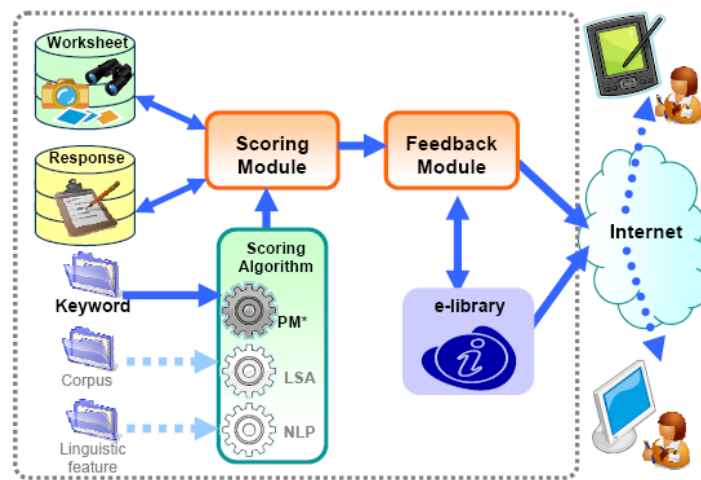 Worksheet
Response
Keyword
Corpus
Linguistic
feature
Scoring
Module
Scoring
Algorithm
PM*
LSA
NLP
Feedback
Module
e-library
i
Internet